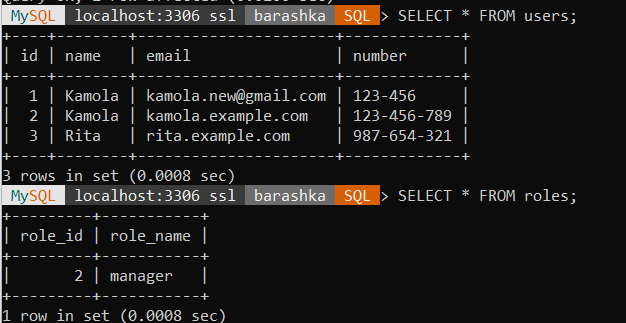 MySQL localhost:3306 ssl barashka SQL > SELECT * FROM users;
+----+--------+----------------------+-------------+
| id | name   | email                | number      |
+----+--------+----------------------+-------------+
|  1 | Kamola | kamola.new@gmail.com | 123-456     |
|  2 | Kamola | kamola.example.com   | 123-456-789 |
|  3 | Rita   | rita.example.com     | 987-654-321 |
+----+--------+----------------------+-------------+
3 rows in set (0.0008 sec)
MySQL localhost:3306 ssl barashka SQL > SELECT * FROM roles;
+---------+-----------+
| role_id | role_name |
+---------+-----------+
|       2 | manager   |
+---------+-----------+
1 row in set (0.0008 sec)